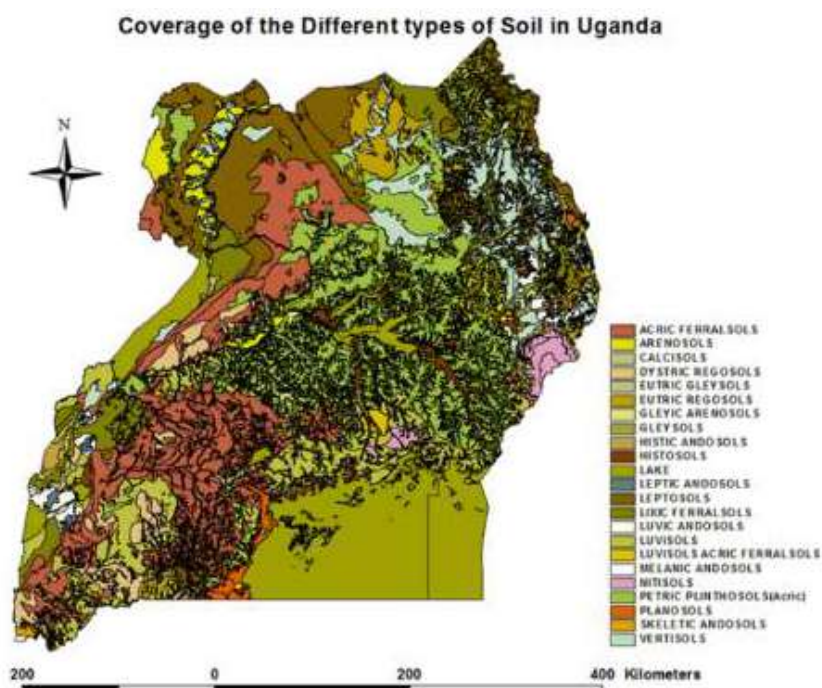 Coverage of the Different types of Soil in Uganda
N
ACRIC FERRALSOLS
ARENOSOLS
CALCISOLS
DYSTRIC REGOSOLS
EUTRIC GLEYSOLS
EUTRIC REGOSOLS
GLEYIC ARENOSOLS
GLEYSOLS
HISTIC ANDOSOLS
HISTOSOLS
LAKE
LEPTIC ANDOSOLS
LEPTOSOLS
LIXIC FERRALSOLS
LUVIC ANDOSOLS
LUVISOLS
LUVISOLS ACRIC FERRALSOLS
MELANIC ANDOSOLS
NITISOLS
PETRIC PLINTHOSOLS(Acric)
PLANOSOLS
SKELETIC ANDOSOLS
VERTISOLS
200 0 200 400 Kilometers